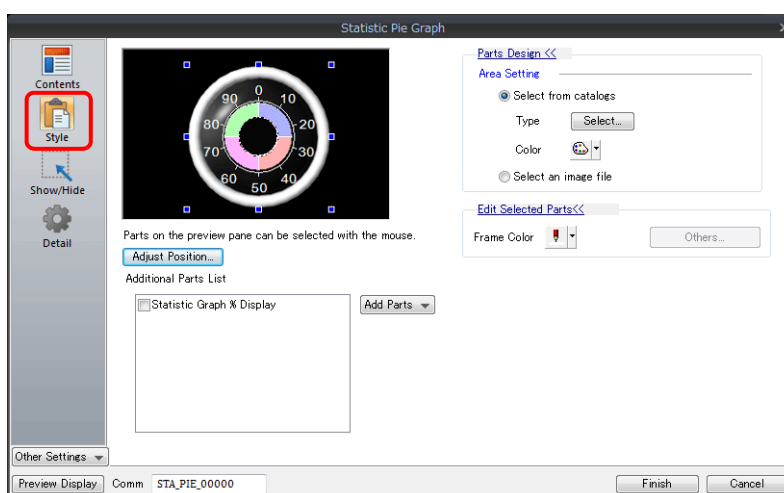 Statistic Pie Graph
Contents
Style
Show/Hide
Detail
0
10
20
30
40
50
60
70
80
90
Parts on the preview pane can be selected with the mouse.
Adjust Position...
Additional Parts List
Statistic Graph % Display
Add Parts
Parts Design <<
Area Setting
Select from catalogs
Type Select...
Color
Select an image file
Edit Selected Parts<<
Frame Color Others...
Other Settings
Preview Display Comm STA_PIE_00000 Finish Cancel